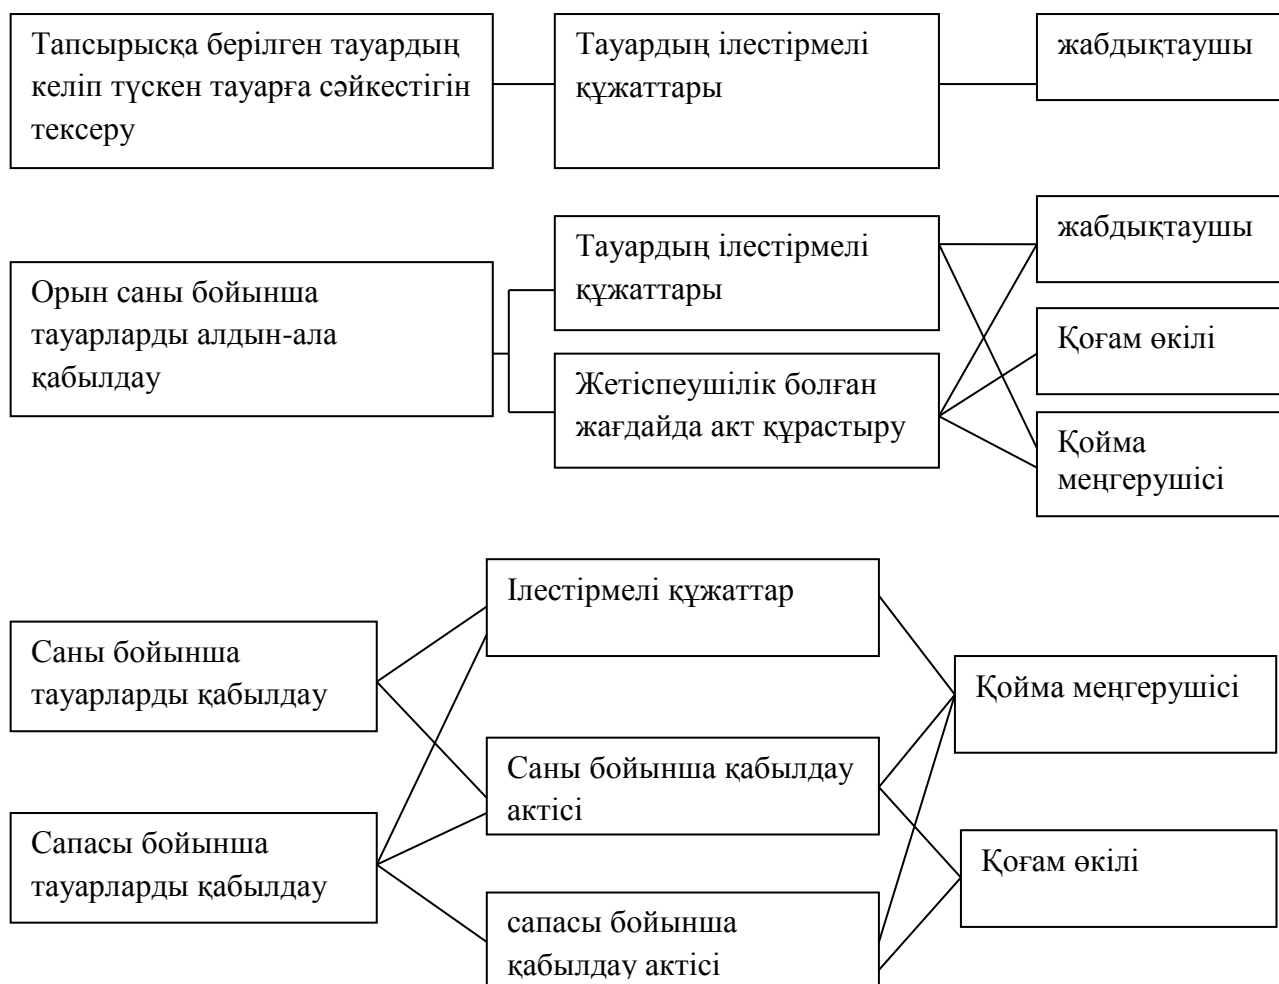 Тапсырысқа берілген тауардың
келіп түскен тауарға сәйкестігін
тексеру
Тауардың ілестірмелі
құжаттары
жабдықтаушы
Орын саны бойынша
тауарларды алдын-ала
қабылдау
Тауардың ілестірмелі
құжаттары
Жетіспеушілік болған
жағдайда акт құрастыру
жабдықтаушы
Қоғам өкілі
Қойма
меңгерушісі
Саны бойынша
тауарларды қабылдау
Сапасы бойынша
тауарларды қабылдау
Ілестірмелі құжаттар
Саны бойынша қабылдау
актісі
сапасы бойынша
қабылдау актісі
Қойма меңгерушісі
Қоғам өкілі